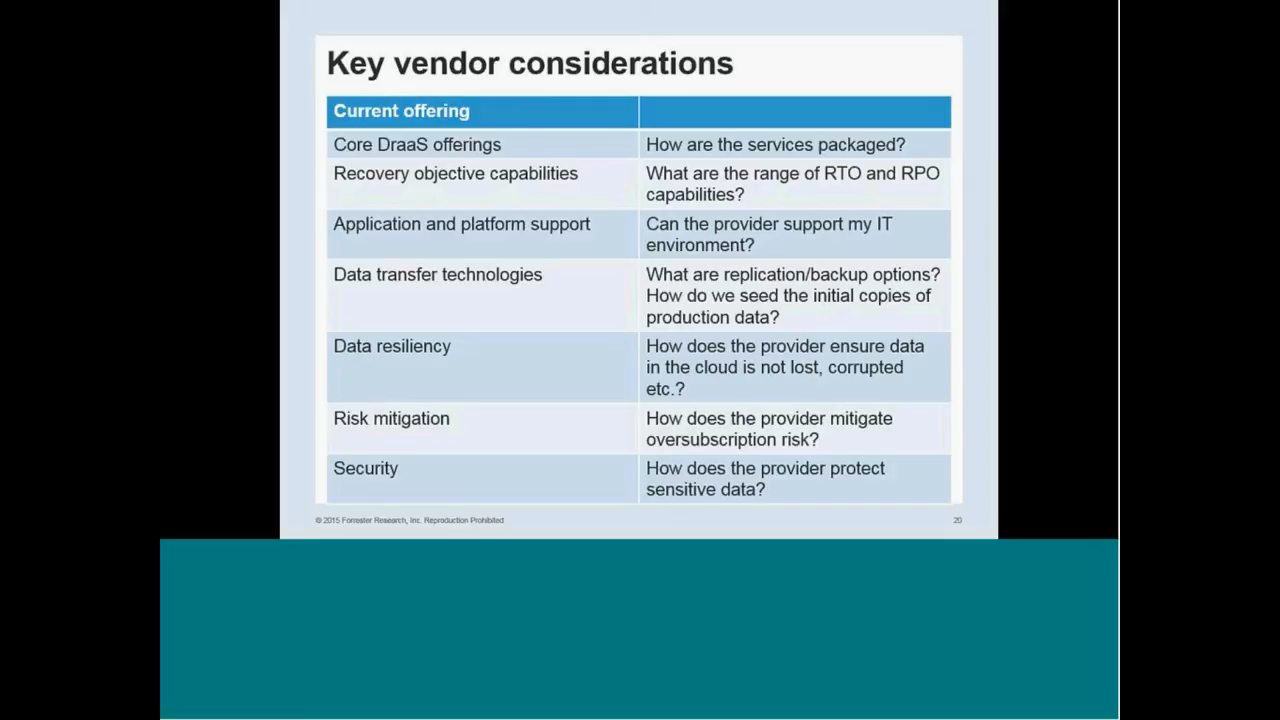 Key vendor considerations
Current offering
Core DraaS offerings
How are the services packaged?
Recovery objective capabilities
What are the range of RTO and RPO
capabilities?
Application and platform support
Can the provider support my IT
environment?
Data transfer technologies
What are replication/backup options?
How do we seed the initial copies of
production data?
Data resiliency
How does the provider ensure data
in the cloud is not lost, corrupted
etc.?
Risk mitigation
How does the provider mitigate
oversubscription risk?
Security
How does the provider protect
sensitive data?
© 2015 Forrester Research, Inc. Reproduction Prohibited
20